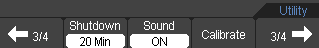 Utility
3/4
Shutdown
20 Min
Sound
ON
Calibrate
3/4